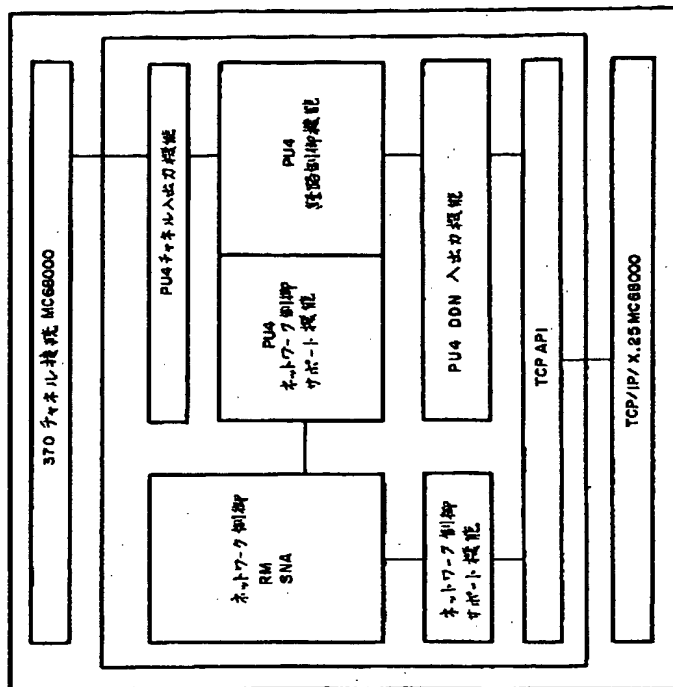 370 チャネル接続 MC68000
PU4チャネル入出力機能
PU4
経路制御機能
PU4
ネットワーク制御
サポート機能
ネットワーク制御
RM
SNA
PU4 DDN 入出力機能
ネットワーク制御
サポート機能
TCP API
TCP/IP/X.25 MC68000